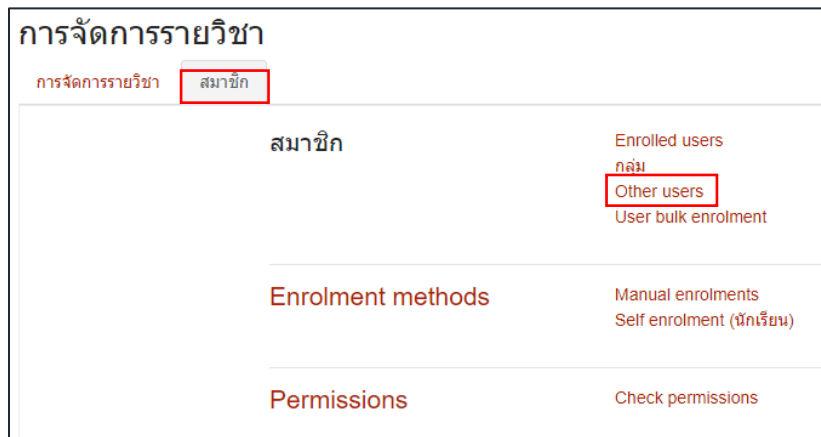 การจัดการรายวิชา
การจัดการรายวิชา สมาชิก
สมาชิก
Enrolled users
กลุ่ม
Other users
User bulk enrolment
Enrolment methods
Manual enrolments
Self enrolment (นักเรียน)
Permissions
Check permissions